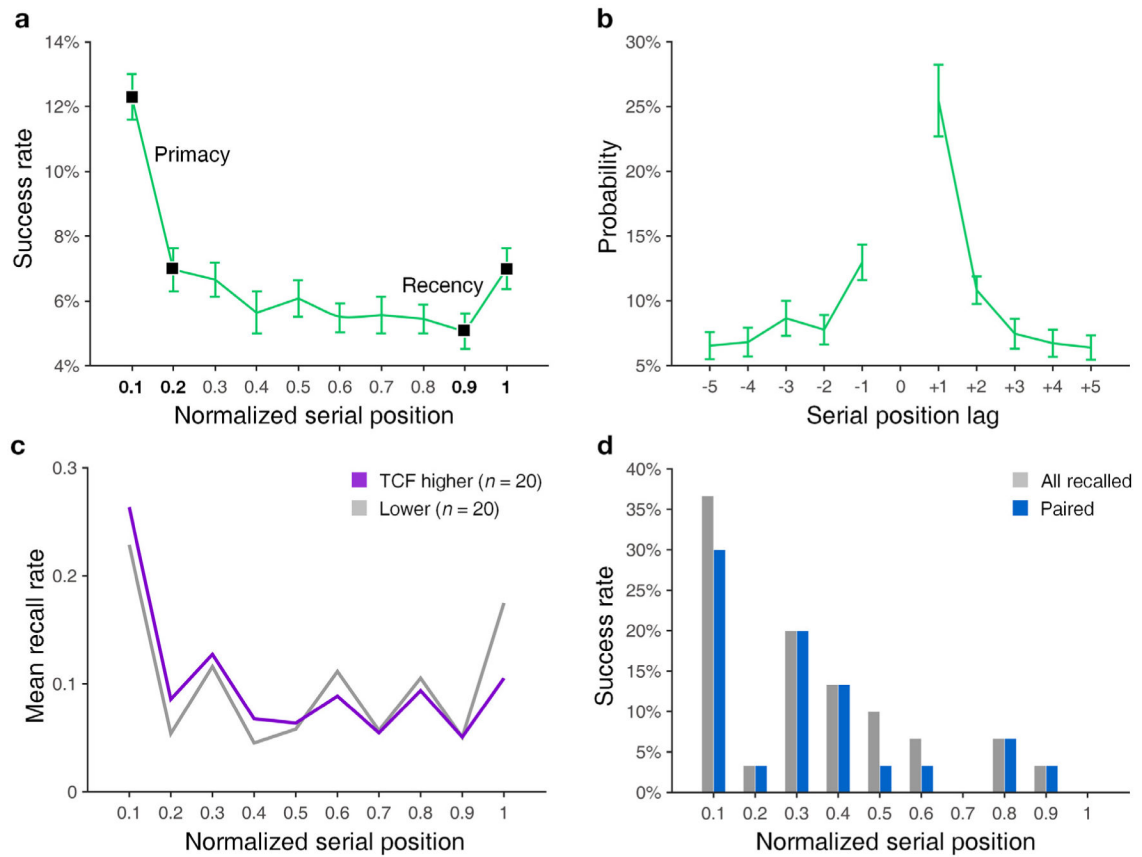 a
14%
12%
10%
8%
6%
4%
Success rate
Primacy
Recency
0.1 0.2 0.3 0.4 0.5 0.6 0.7 0.8 0.9 1
Normalized serial position
b
30%
25%
20%
15%
10%
5%
Probability
-5 -4 -3 -2 -1 0 +1 +2 +3 +4 +5
Serial position lag
c
0.3
0.2
0.1
0
Mean recall rate
TCF higher (n = 20)
Lower (n = 20)
0.1 0.2 0.3 0.4 0.5 0.6 0.7 0.8 0.9 1
Normalized serial position
d
40%
35%
30%
25%
20%
15%
10%
5%
0%
Success rate
All recalled
Paired
0.1 0.2 0.3 0.4 0.5 0.6 0.7 0.8 0.9 1
Normalized serial position